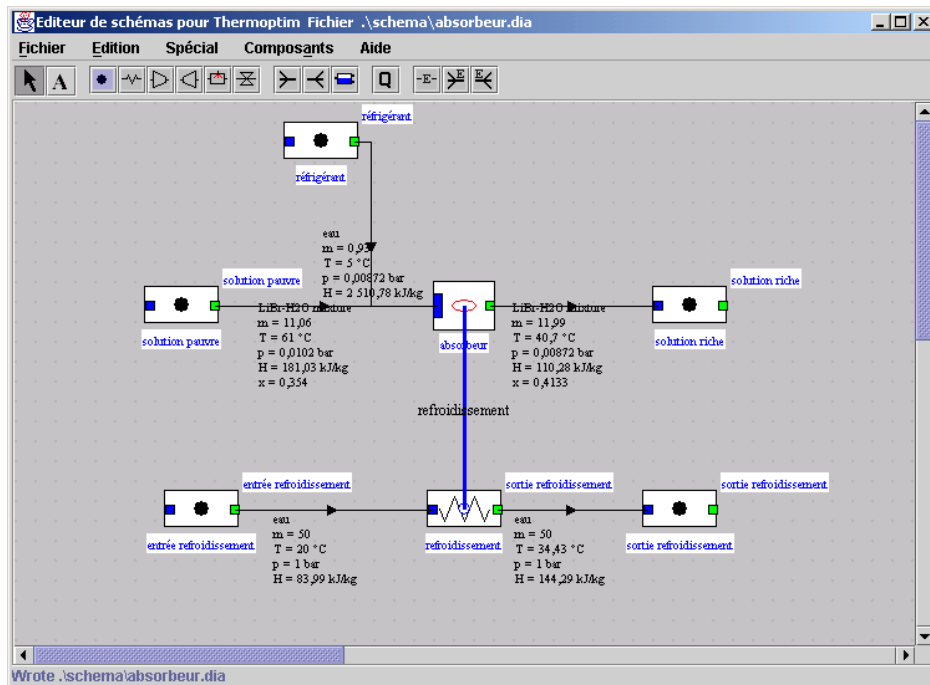 Editeur de schémas pour Thermoptim Fichier .\schema\absorbeur.dia
Fichier Edition Spécial Composants Aide
A Q -E- E E
réfrigérant
réfrigérant
eau
m = 0,93
T = 5 °C
p = 0,00872 bar
H = 2 510,78 kJ/kg
solution pauvre
solution pauvre
LiBr-H2O mixture
m = 11,06
T = 61 °C
p = 0,0102 bar
H = 181,03 kJ/kg
x = 0,354
absorbeur
LiBr-H2O mixture
m = 11,99
T = 40,7 °C
p = 0,00872 bar
H = 110,28 kJ/kg
x = 0,4133
solution riche
solution riche
refroidissement
entrée refroidissement
entrée refroidissement
eau
m = 50
T = 20 °C
p = 1 bar
H = 83,99 kJ/kg
refroidissement
sortie refroidissement
eau
m = 50
T = 34,43 °C
p = 1 bar
H = 144,29 kJ/kg
sortie refroidissement
Wrote .\schema\absorbeur.dia